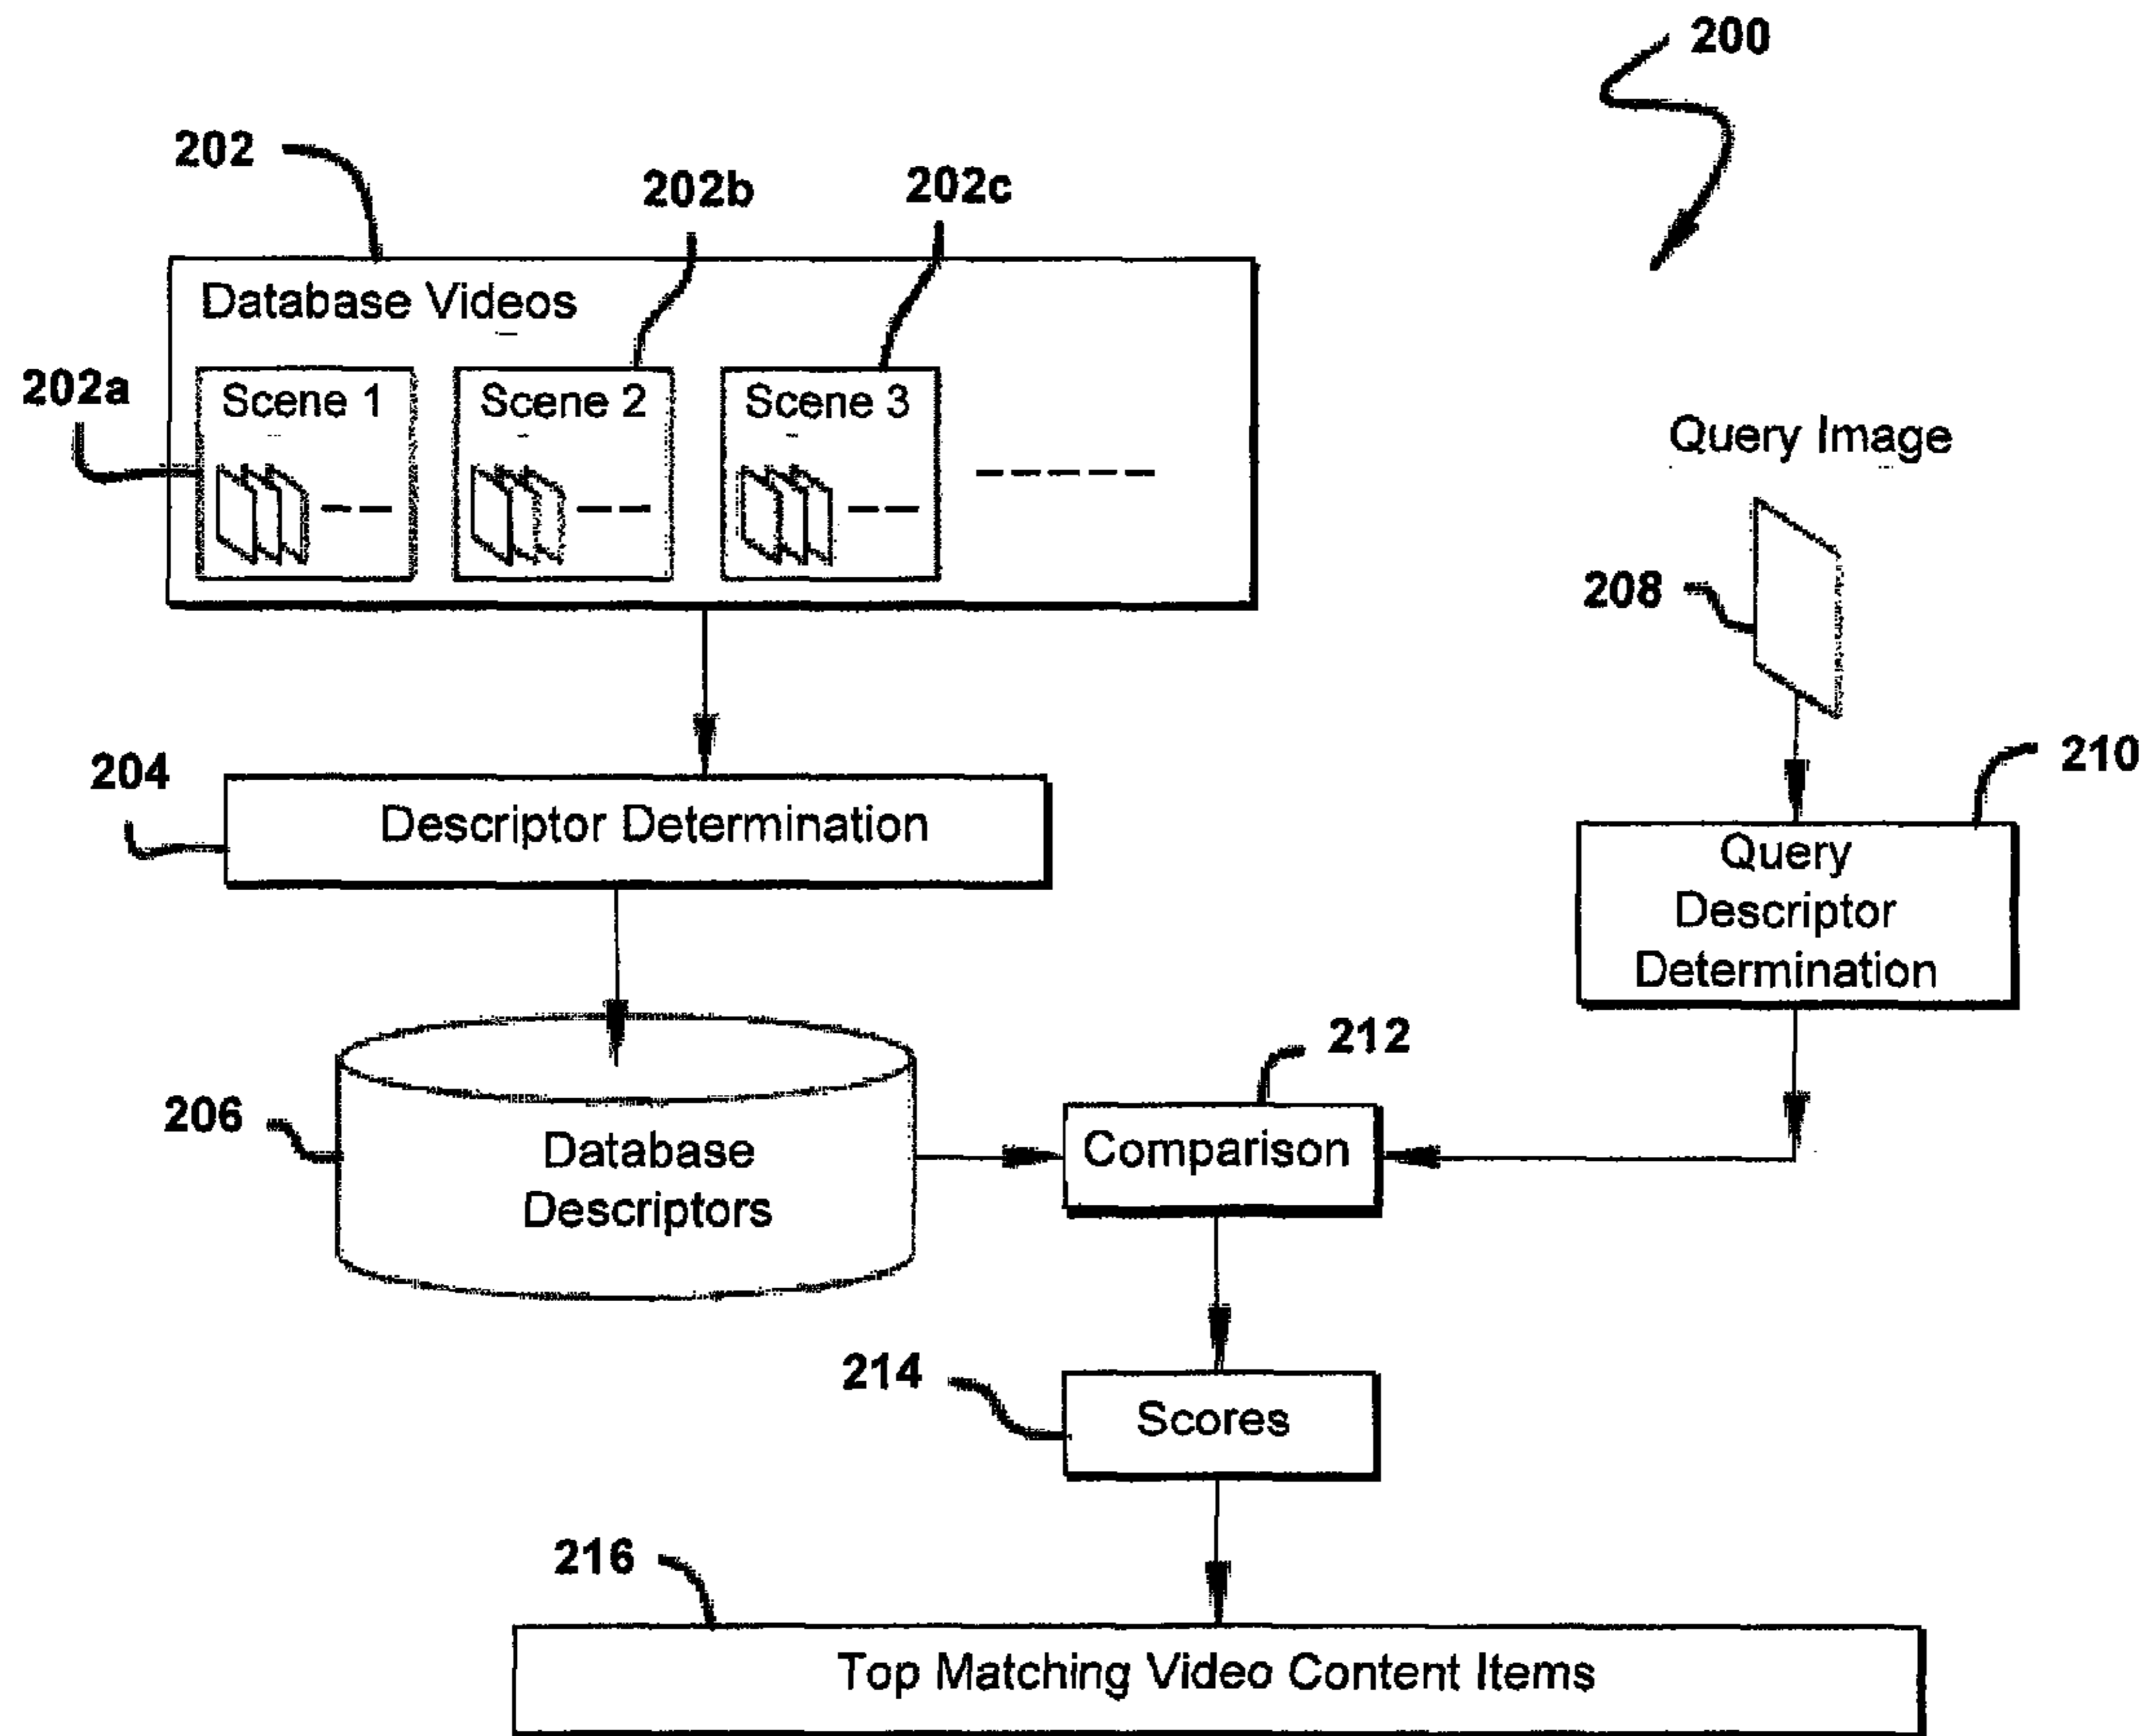 200
202
202b
202c
Database Videos
202a
Scene 1
Scene 2
Scene 3
Query Image
208
204
Descriptor Determination
210
Query
Descriptor
Determination
206
Database
Descriptors
212
Comparison
214
Scores
216
Top Matching Video Content Items